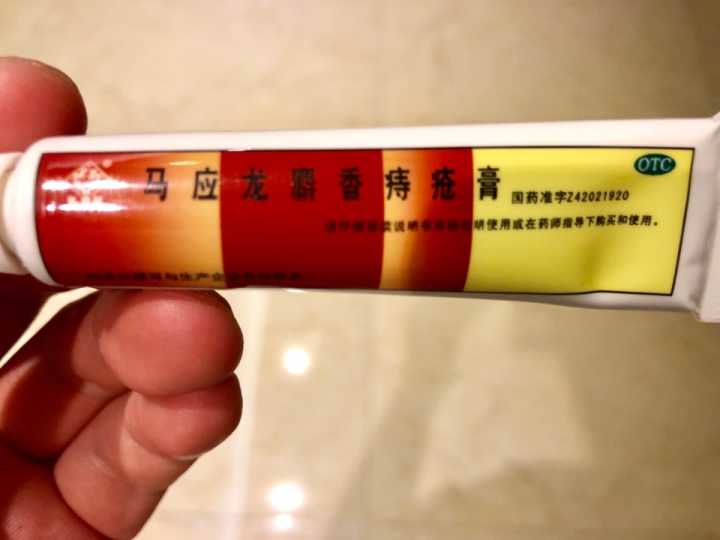 马应龙麝香痔疮膏
OTC
国药准字Z42021920
请仔细阅读说明书并按说明使用或在药师指导下购买和使用。